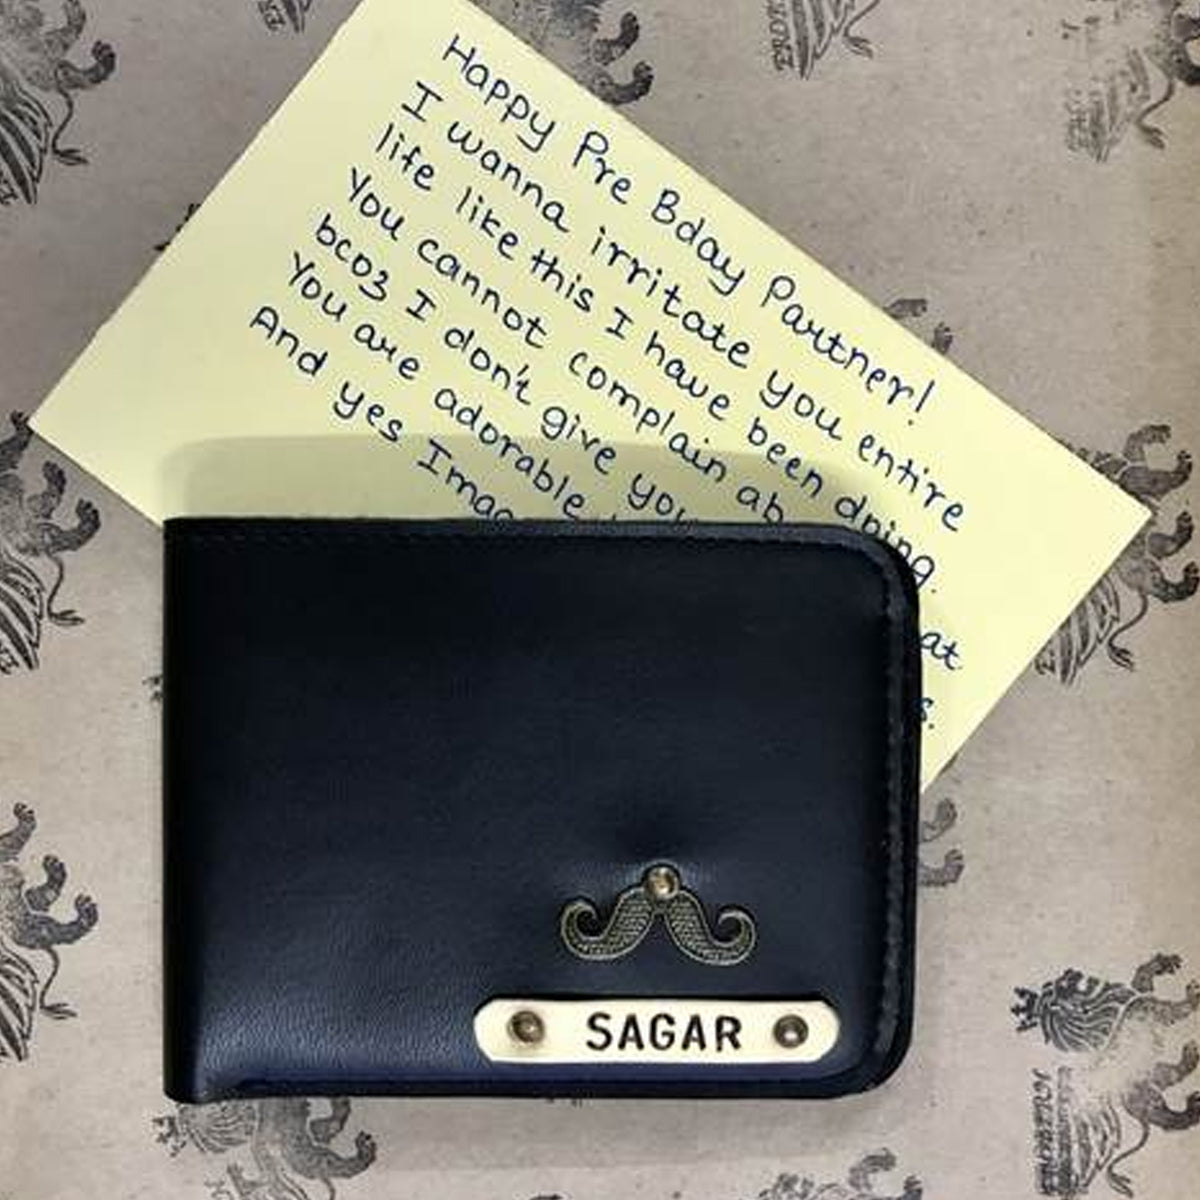 Happy Pre Bday Partner!
I wanna irritate you entire
life like this I have been doing.
You cannot complain
bcoz I don't give you at
You are adorable s.
And yes
SAGAR